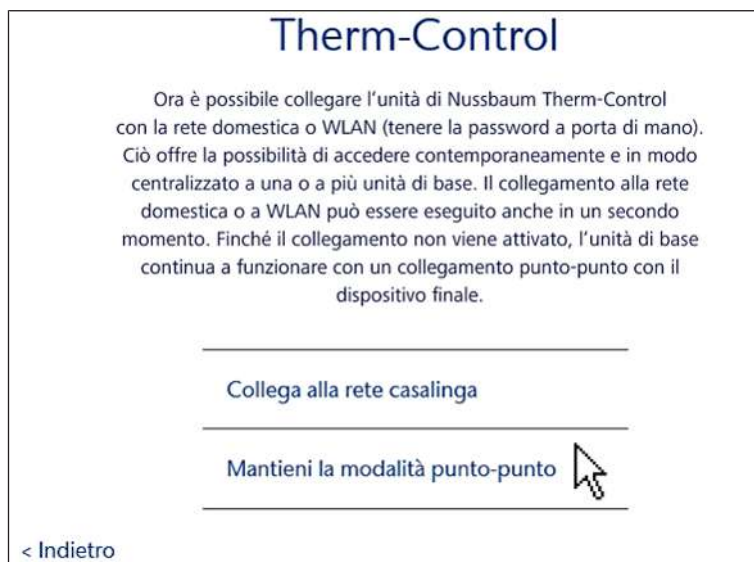 Therm-Control
Ora è possibile collegare l'unità di Nussbaum Therm-Control
con la rete domestica o WLAN (tenere la password a porta di mano).
Ciò offre la possibilità di accedere contemporaneamente e in modo
centralizzato a una o a più unità di base. Il collegamento alla rete
domestica o a WLAN può essere eseguito anche in un secondo
momento. Finché il collegamento non viene attivato, l'unità di base
continua a funzionare con un collegamento punto-punto con il
dispositivo finale.
Collega alla rete casalinga
Mantieni la modalità punto-punto
< Indietro